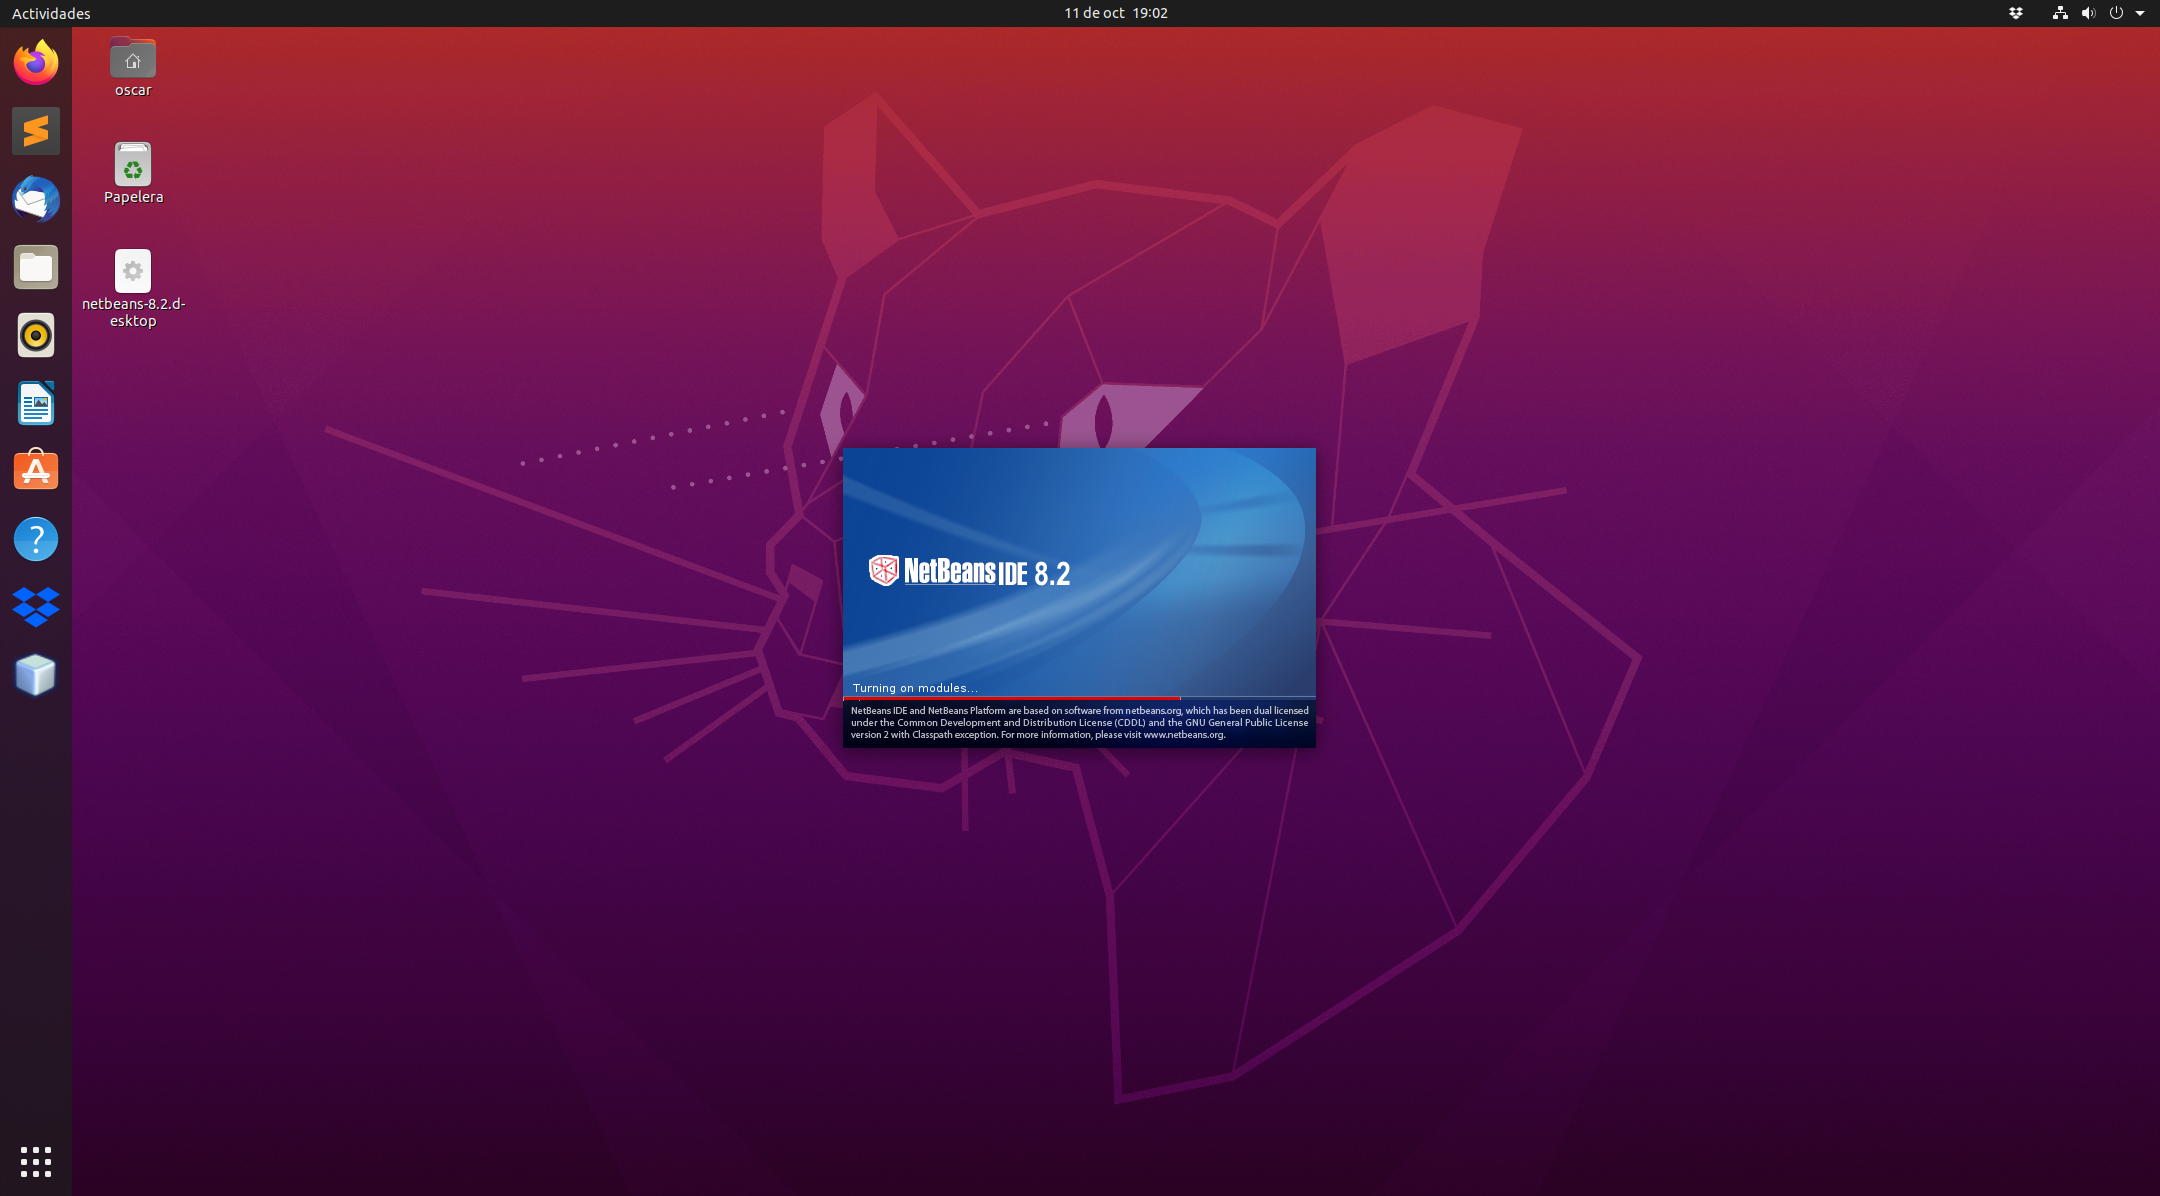 Actividades
11 de oct 19:02
oscar
Papelera
netbeans-8.2.d-
esktop
NetBeans IDE 8.2
Turning on modules...
NetBeans IDE and NetBeans Platform are based on software from netbeans.org, which has been dual licensed
under the Common Development and Distribution License (CDDL) and the GNU General Public License
version 2 with Classpath exception. For more information, please visit www.netbeans.org.